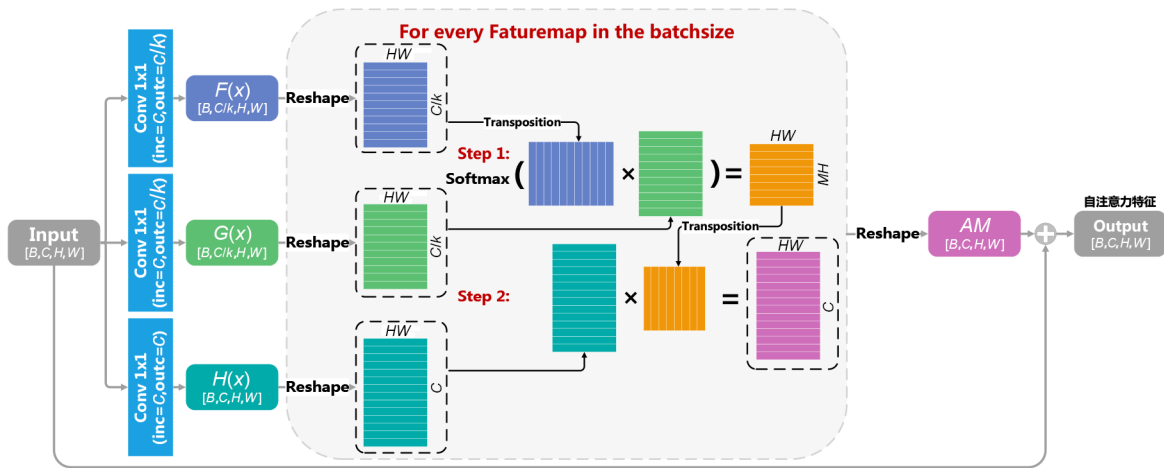 For every Faturemap in the batchsize
Conv 1x1
(inc=C,outc=C/k)
F(x)
[B,C/k,H,W]
Reshape
HW
C/k
Transposition
Step 1:
Softmax
(
×
)
=
HW
MH
Input
[B,C,H,W]
Conv 1x1
(inc=C,outc=C/k)
G(x)
[B,C/k,H,W]
Reshape
HW
C/k
Transposition
Step 2:
×
=
HW
C
Reshape
AM
[B,C,H,W]
自注意力特征
Output
[B,C,H,W]
Conv 1x1
(inc=C,outc=C)
H(x)
[B,C,H,W]
Reshape
HW
C